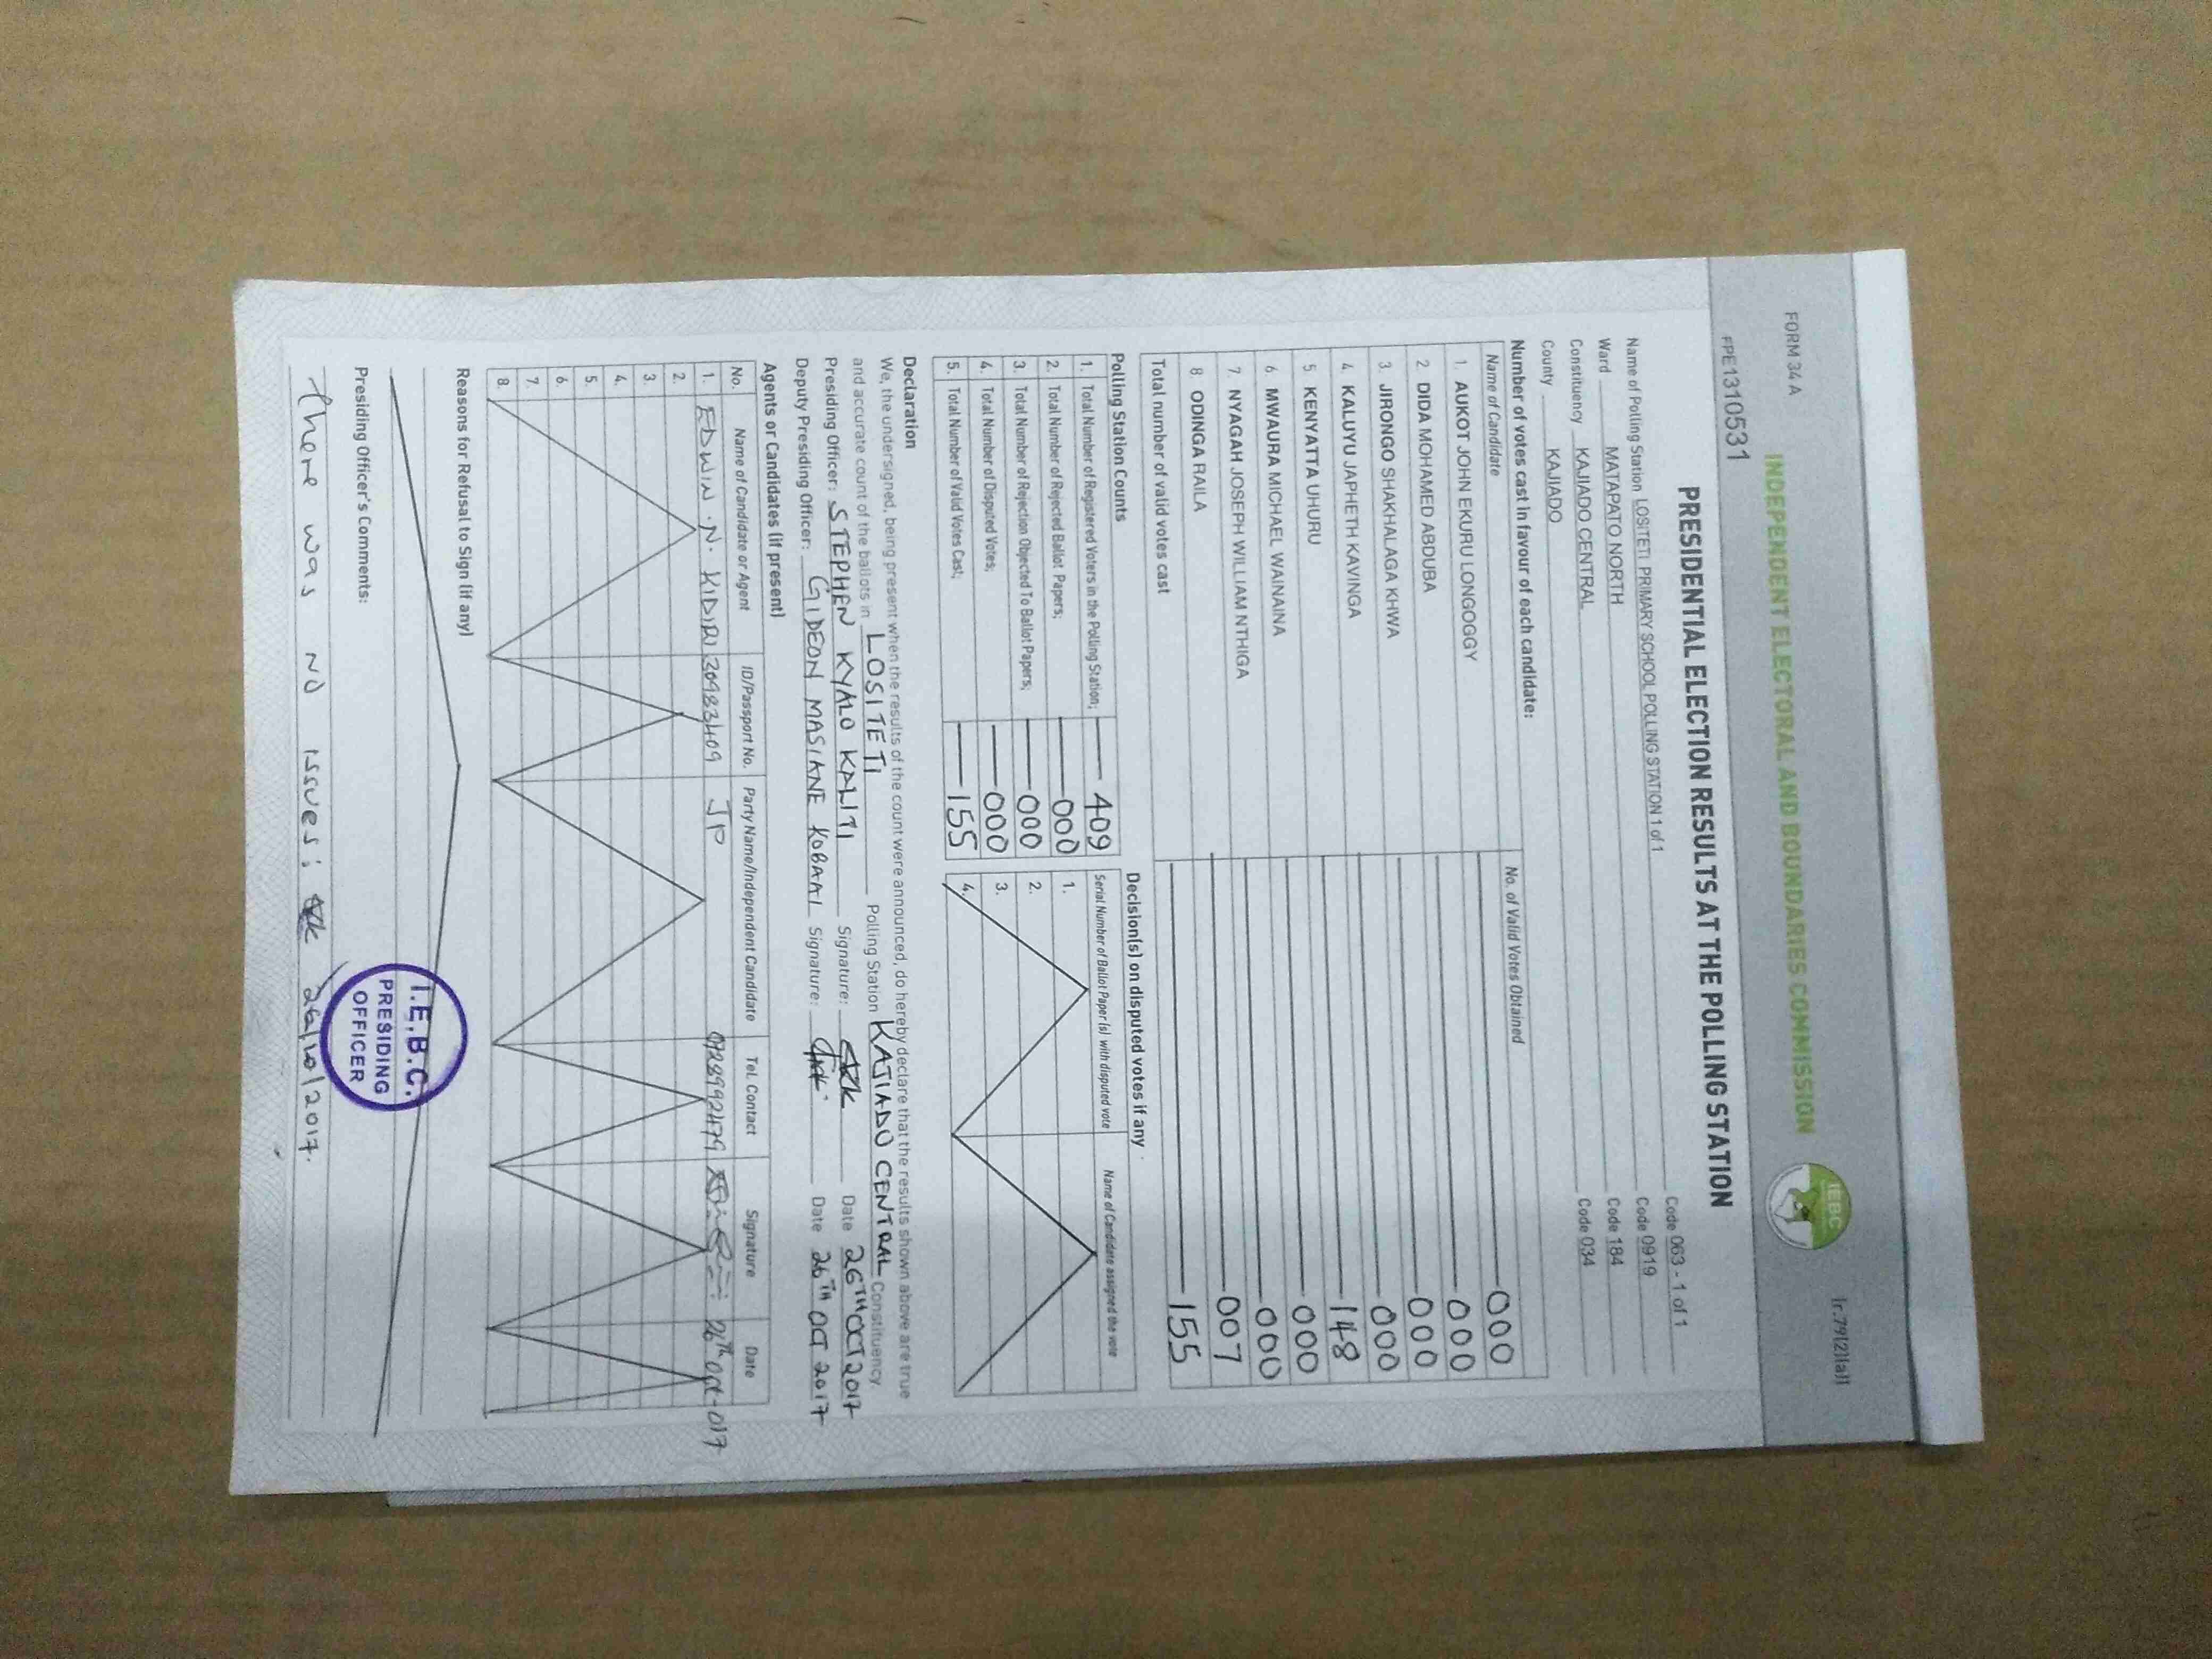 FORM 34 A
INDEPENDENT ELECTORAL AND BOUNDARIES COMMISSION
IEBC
(r.79(2)(a))
FPE1310531
PRESIDENTIAL ELECTION RESULTS AT THE POLLING STATION
Name of Polling Station LOSITETI PRIMARY SCHOOL POLLING STATION 1 of 1 Code 063 - 1 of 1
Ward MATAPATO NORTH Code 0919
Constituency KAJIADO CENTRAL Code 184
County KAJIADO Code 034
Number of votes cast in favour of each candidate:
Name of Candidate No. of Valid Votes Obtained
1. AUKOT JOHN EKURU LONGOGGY 000
2. DIDA MOHAMED ABDUBA 000
3. JIRONGO SHAKHALAGA KHWA 000
4. KALUYU JAPHETH KAVINGA 000
5. KENYATTA UHURU 148
6. MWAURA MICHAEL WAINAINA 000
7. NYAGAH JOSEPH WILLIAM NTHIGA 000
8. ODINGA RAILA 007
Total number of valid votes cast 155
Polling Station Counts
1. Total Number of Registered Voters in the Polling Station; 409
2. Total Number of Rejected Ballot Papers; 000
3. Total Number of Rejection Objected To Ballot Papers; 000
4. Total Number of Disputed Votes; 000
5. Total Number of Valid Votes Cast; 155
Decision(s) on disputed votes if any
Serial Number of Ballot Paper (s) with disputed vote Name of Candidate assigned the vote
1.
2.
3.
4.
Declaration
We, the undersigned, being present when the results of the count were announced, do hereby declare that the results shown above are true
and accurate count of the ballots in LOSITETI Polling Station KAJIADO CENTRAL Constituency.
Presiding Officer: STEPHEN KYALO KALITI Signature: Date 26TH OCT 2017
Deputy Presiding Officer: GIDEON MASIANE KOBAAI Signature: Date 26TH OCT 2017
Agents or Candidates (if present)
No. Name of Candidate or Agent ID/Passport No. Party Name/Independent Candidate Tel. Contact Signature Date
1. EDWIN .N. KIDIRI 30983409 JP 0728992479 26th Oct-017
2.
3.
4.
5.
6.
7.
8.
Reasons for Refusal to Sign (if any)
Presiding Officer's Comments:
There was no issues; 26/10/2017.
I.E.B.C.
PRESIDING
OFFICER